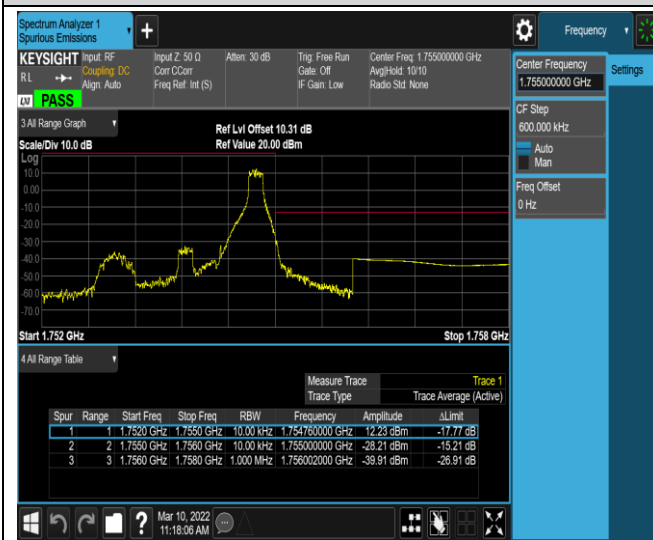 Spectrum Analyzer 1
Spurious Emissions
+
Frequency
KEYSIGHT Input: RF Input Z: 50 Ω Atten: 30 dB Trig: Free Run Center Freq: 1.755000000 GHz
RL Coupling: DC Corr CCorr Gate: Off Avg|Hold: 10/10
Align: Auto Freq Ref: Int (S) IF Gain: Low Radio Std: None
LXI PASS
Center Frequency
1.755000000 GHz
Settings
CF Step
600.000 kHz
Auto
Man
Freq Offset
0 Hz
3 All Range Graph
Ref Lvl Offset 10.31 dB
Scale/Div 10.0 dB Ref Value 20.00 dBm
Log
10.0
0.00
-10.0
-20.0
-30.0
-40.0
-50.0
-60.0
-70.0
Start 1.752 GHz Stop 1.758 GHz
4 All Range Table
Measure Trace Trace 1
Trace Type Trace Average (Active)
Spur Range Start Freq Stop Freq RBW Frequency Amplitude ΔLimit
1 1 1.7520 GHz 1.7550 GHz 10.00 kHz 1.754760000 GHz 12.23 dBm -17.77 dB
2 2 1.7550 GHz 1.7560 GHz 10.00 kHz 1.755000000 GHz -28.21 dBm -15.21 dB
3 3 1.7560 GHz 1.7580 GHz 1.000 MHz 1.756002000 GHz -39.91 dBm -26.91 dB
? Mar 10, 2022
11:18:06 AM